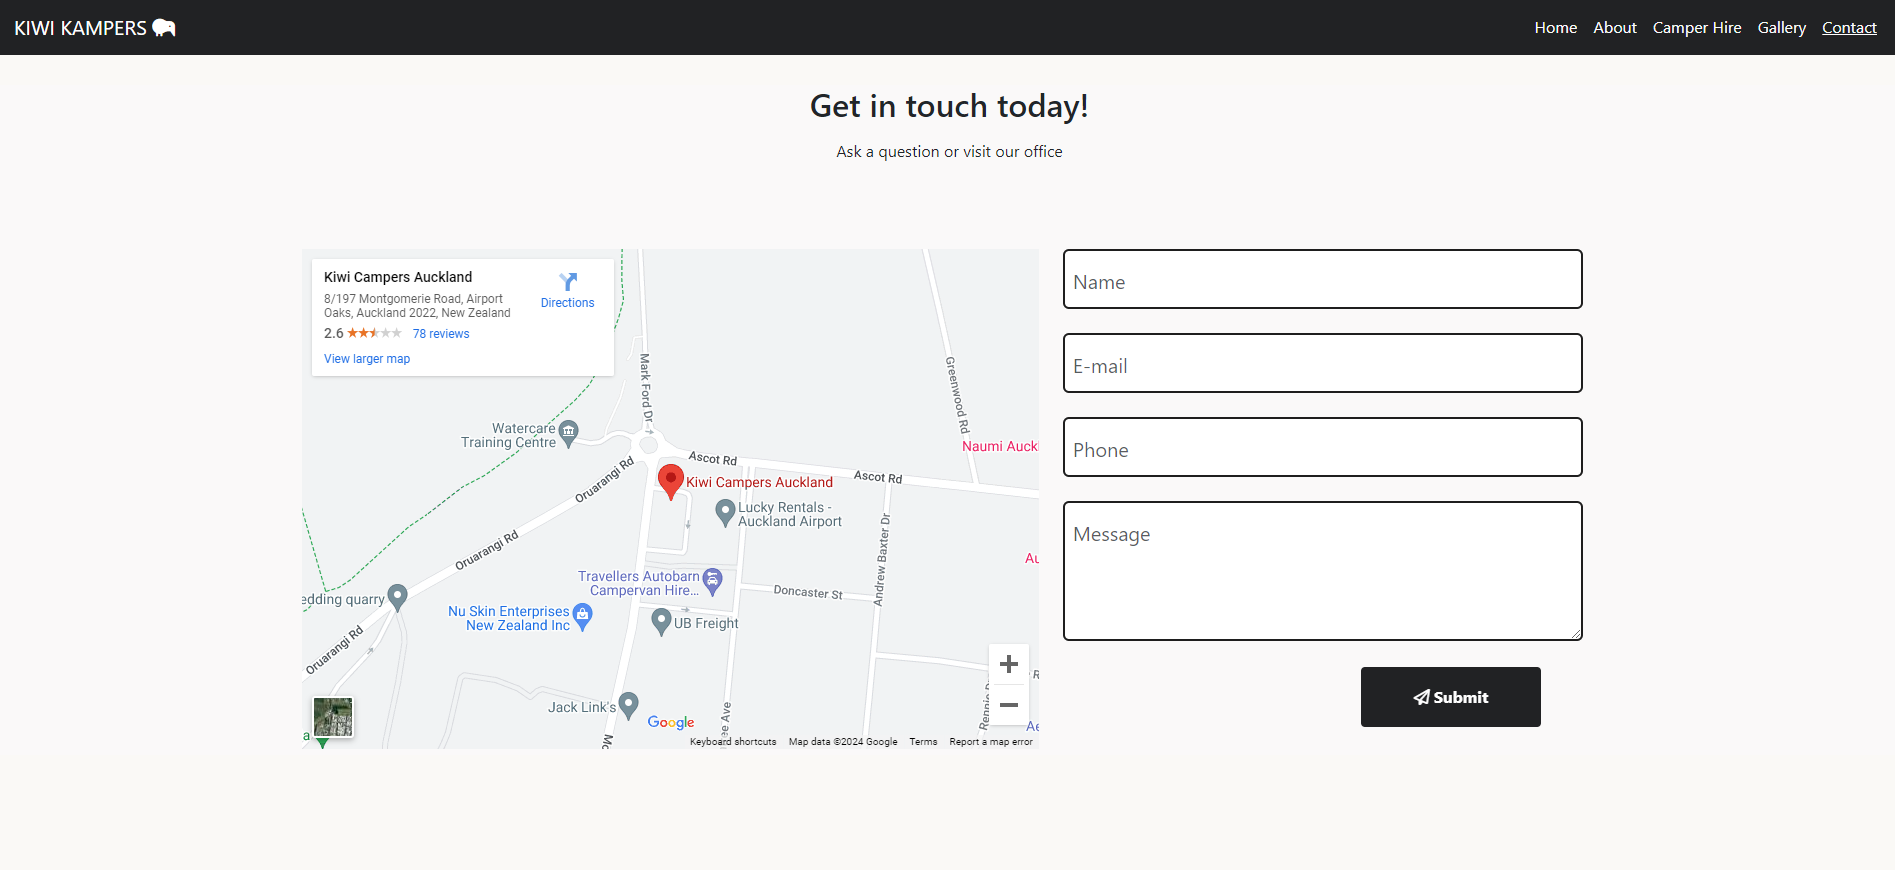 KIWI KAMPERS
Home About Camper Hire Gallery Contact
Get in touch today!
Ask a question or visit our office
Kiwi Campers Auckland
8/197 Montgomerie Road, Airport
Oaks, Auckland 2022, New Zealand
2.6 78 reviews
View larger map
Directions
Mark Ford Dr
Greenwood Rd
Watercare
Training Centre
Naumi Auckl
Ascot Rd
Ascot Rd
Oruarangi Rd
Kiwi Campers Auckland
Lucky Rentals -
Auckland Airport
Oruarangi Rd
Andrew Baxter Dr
Travellers Autobarn
Campervan Hire...
Doncaster St
edding quarry
Nu Skin Enterprises
New Zealand Inc
UB Freight
Oruarangi Rd
Jack Link's
Google
Keyboard shortcuts Map data ©2024 Google Terms Report a map error
Name
E-mail
Phone
Message
Submit